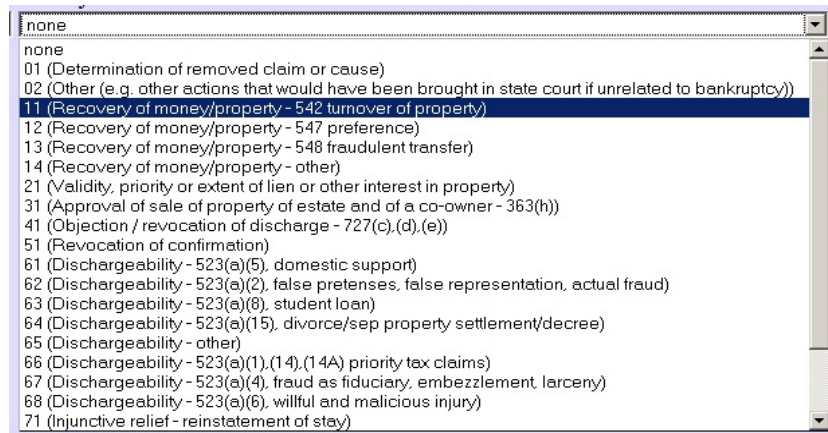 none
none
01 (Determination of removed claim or cause)
02 (Other (e.g. other actions that would have been brought in state court if unrelated to bankruptcy))
11 (Recovery of money/property - 542 turnover of property)
12 (Recovery of money/property - 547 preference)
13 (Recovery of money/property - 548 fraudulent transfer)
14 (Recovery of money/property - other)
21 (Validity, priority or extent of lien or other interest in property)
31 (Approval of sale of property of estate and of a co-owner - 363(h))
41 (Objection / revocation of discharge - 727(c),(d),(e))
51 (Revocation of confirmation)
61 (Dischargeability - 523(a)(5), domestic support)
62 (Dischargeability - 523(a)(2), false pretenses, false representation, actual fraud)
63 (Dischargeability - 523(a)(8), student loan)
64 (Dischargeability - 523(a)(15), divorce/sep property settlement/decree)
65 (Dischargeability - other)
66 (Dischargeability - 523(a)(1),(14),(14A) priority tax claims)
67 (Dischargeability - 523(a)(4), fraud as fiduciary, embezzlement, larceny)
68 (Dischargeability - 523(a)(6), willful and malicious injury)
71 (Injunctive relief - reinstatement of stay)